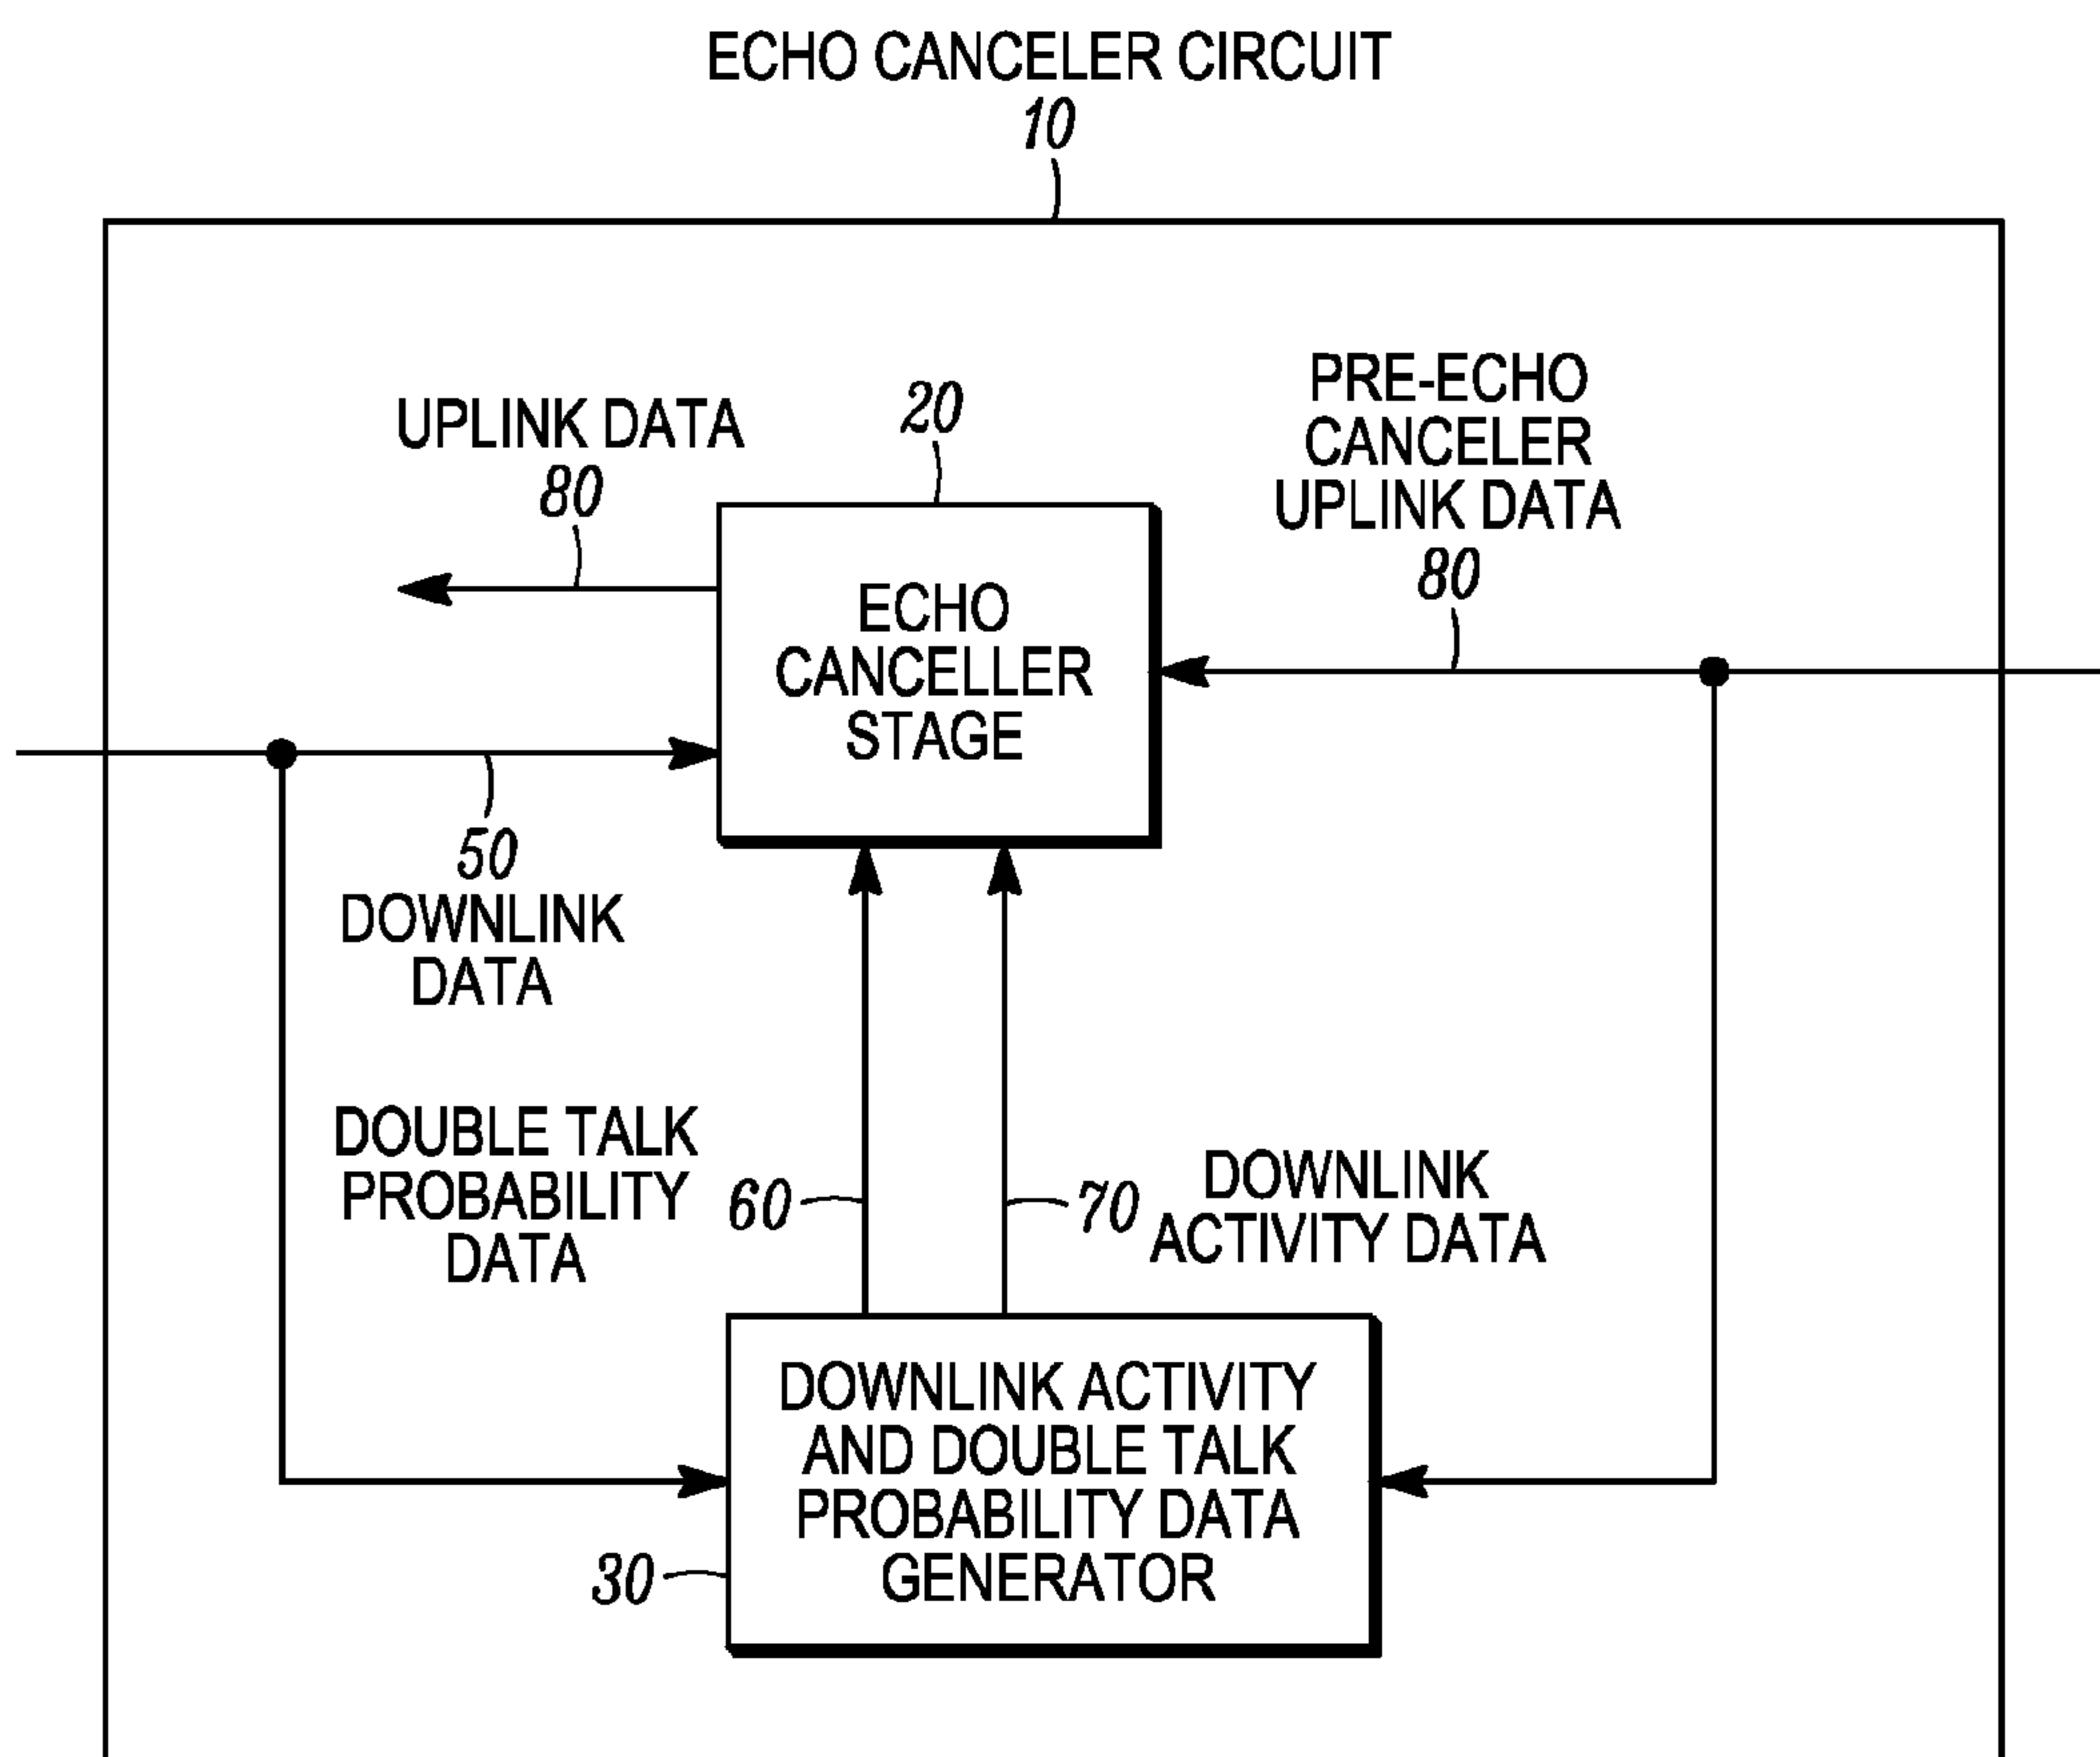 ECHO CANCELER CIRCUIT
10
UPLINK DATA
80
20
PRE-ECHO
CANCELER
UPLINK DATA
80
ECHO
CANCELLER
STAGE
50
DOWNLINK
DATA
DOUBLE TALK
PROBABILITY
DATA
60
70
DOWNLINK
ACTIVITY DATA
DOWNLINK ACTIVITY
AND DOUBLE TALK
PROBABILITY DATA
GENERATOR
30